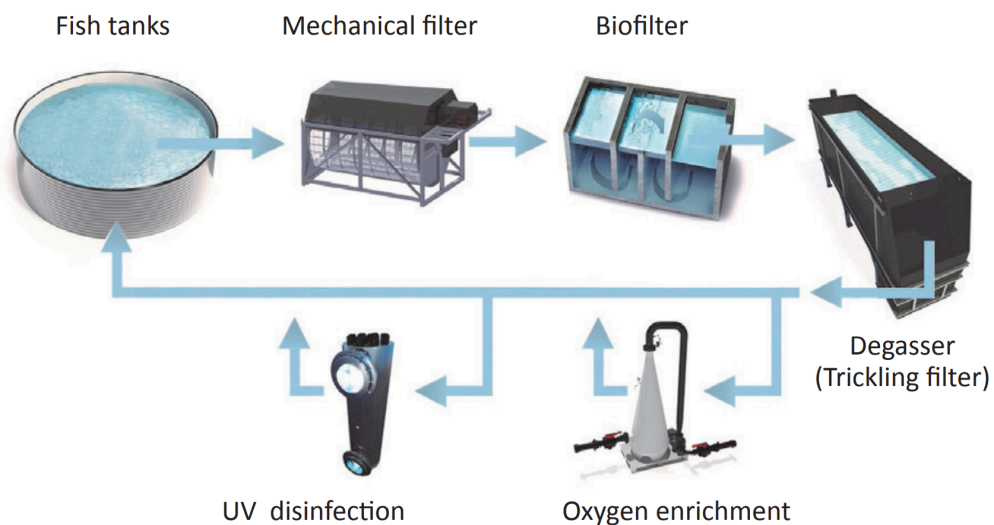 Fish tanks
Mechanical filter
Biofilter
Degasser
(Trickling filter)
UV disinfection
Oxygen enrichment